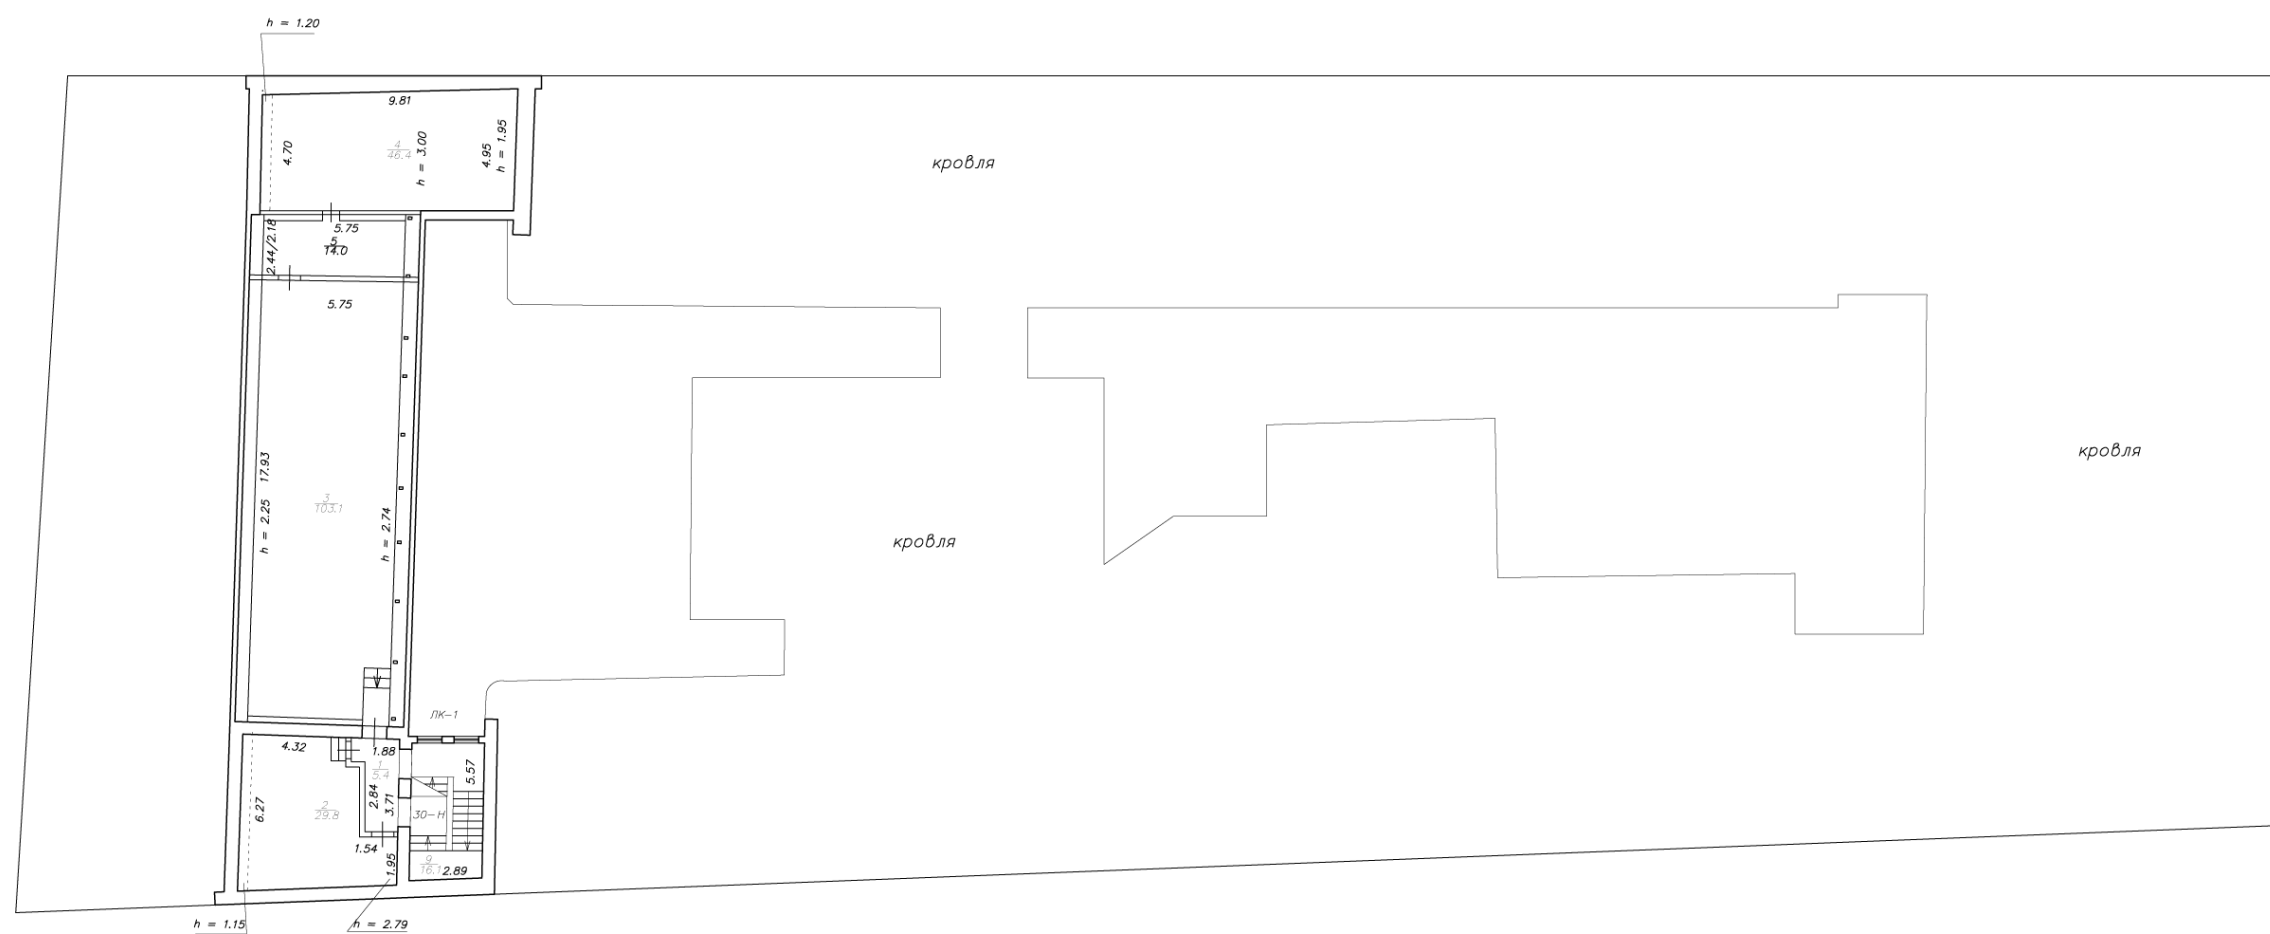 h = 1.20
9.81
4.70
4
46.4
h = 3.00
4.95
h = 1.95
кровля
2.44/2.18
5.75
5
14.0
5.75
17.93
h = 2.25
3
103.1
h = 2.74
кровля
кровля
ЛК-1
4.32
1.88
1
5.4
2.84
3.71
5.57
6.27
2
29.8
30-Н
1.54
1.95
9
16.1
2.89
h = 1.15
h = 2.79